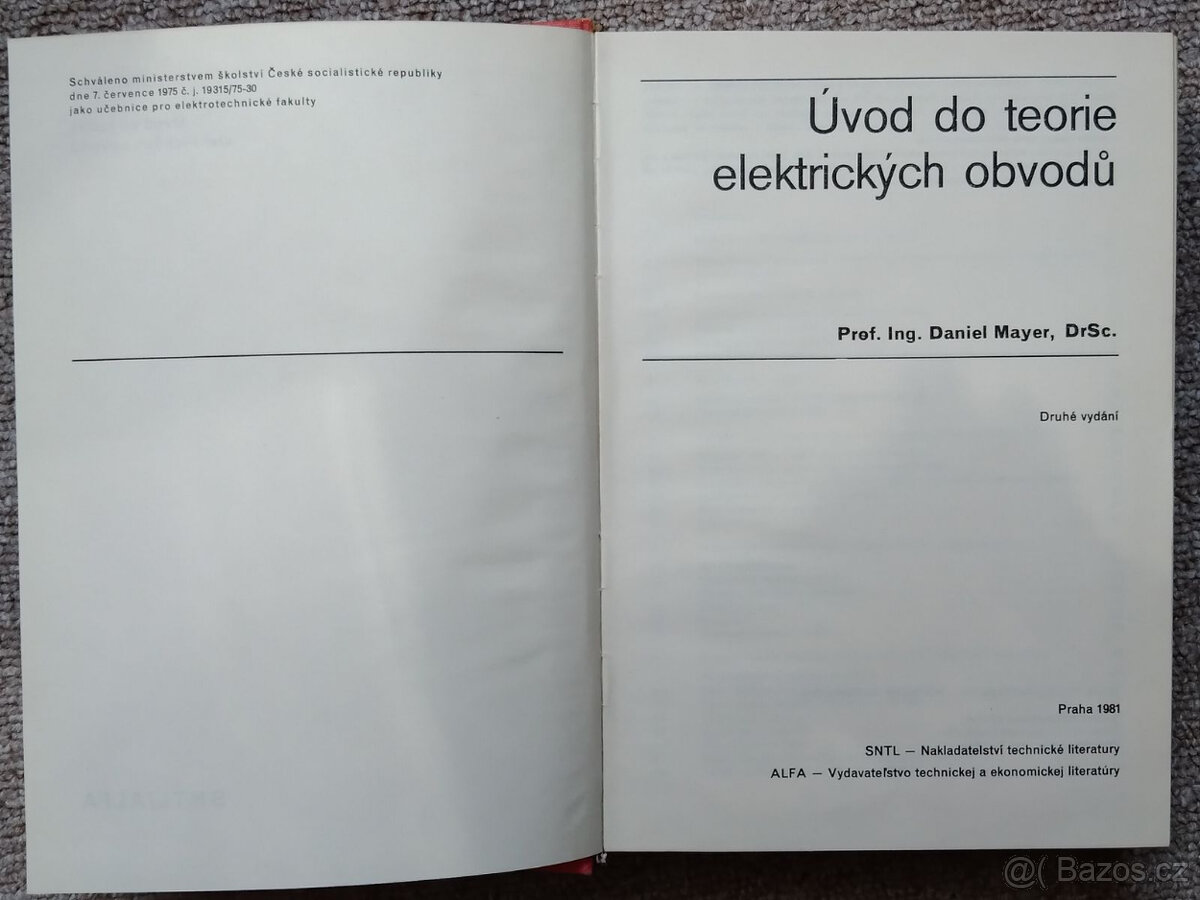 Schváleno ministerstvem školství České socialistické republiky
dne 7. července 1975 č. j. 19315/75-30
jako učebnice pro elektrotechnické fakulty
Úvod do teorie
elektrických obvodů
Prof. Ing. Daniel Mayer, DrSc.
Druhé vydání
Praha 1981
SNTL — Nakladatelství technické literatury
ALFA — Vydavateľstvo technickej a ekonomickej literatúry
@( Bazos.cz